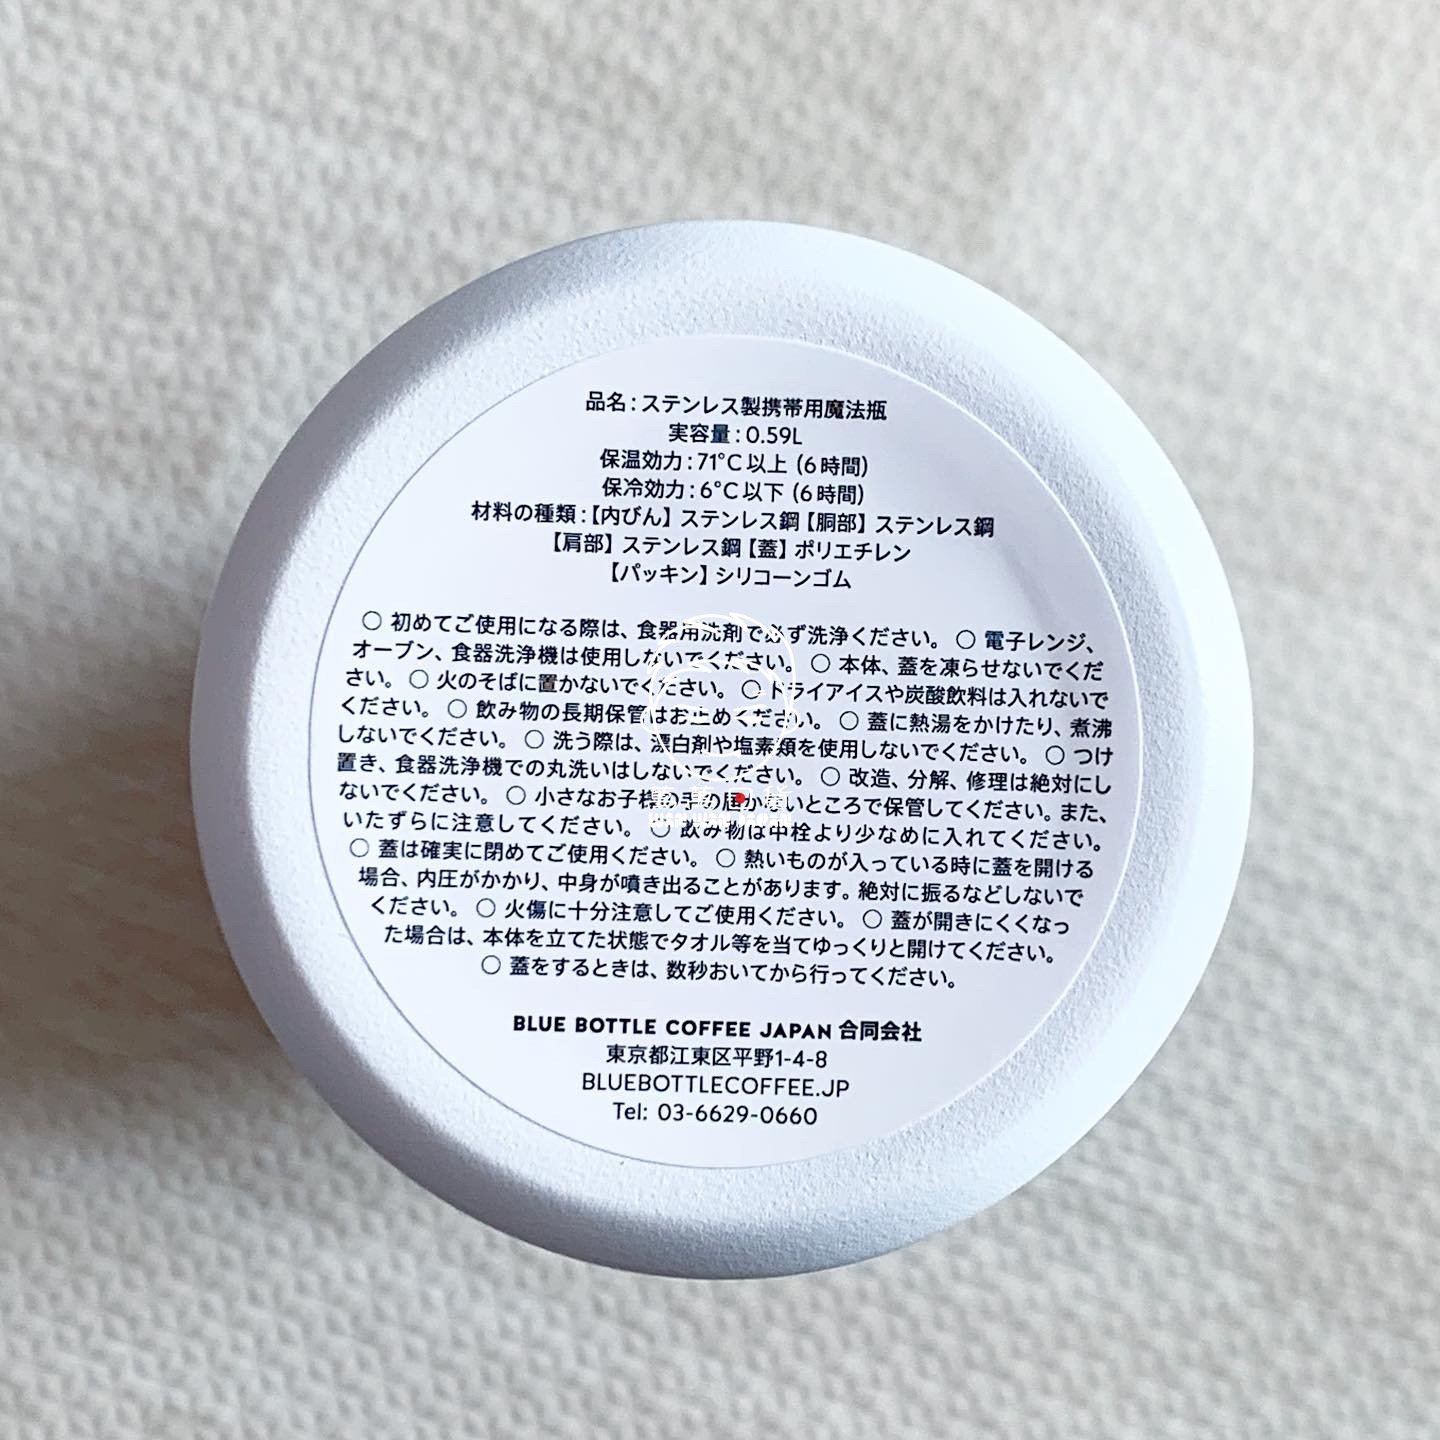 品名：ステンレス製携帯用魔法瓶
実容量：0.59L
保温効力：71℃以上（6時間）
保冷効力：6℃以下（6時間）
材料の種類：【内びん】ステンレス鋼【胴部】ステンレス鋼
【肩部】ステンレス鋼【蓋】ポリエチレン
【パッキン】シリコーンゴム
○ 初めてご使用になる際は、食器用洗剤で必ず洗浄ください。 ○ 電子レンジ、
オーブン、食器洗浄機は使用しないでください。 ○ 本体、蓋を凍らせないでくだ
さい。 ○ 火のそばに置かないでください。 ○ ドライアイスや炭酸飲料は入れないで
ください。 ○ 飲み物の長期保管はお止めください。 ○ 蓋に熱湯をかけたり、煮沸
しないでください。 ○ 洗う際は、漂白剤や塩素類を使用しないでください。 ○ つけ
置き、食器洗浄機での丸洗いはしないでください。 ○ 改造、分解、修理は絶対にし
ないでください。 ○ 小さなお子様の手の届かないところで保管してください。また、
いたずらに注意してください。 ○ 飲み物は中栓より少なめに入れてください。
○ 蓋は確実に閉めてご使用ください。 ○ 熱いものが入っている時に蓋を開ける
場合、内圧がかかり、中身が噴き出ることがあります。絶対に振るなどしないで
ください。 ○ 火傷に十分注意してご使用ください。 ○ 蓋が開きにくくなっ
た場合は、本体を立てた状態でタオル等を当てゆっくりと開けてください。
○ 蓋をするときは、数秒おいてから行ってください。
BLUE BOTTLE COFFEE JAPAN 合同会社
東京都江東区平野1-4-8
BLUEBOTTLECOFFEE.JP
Tel: 03-6629-0660